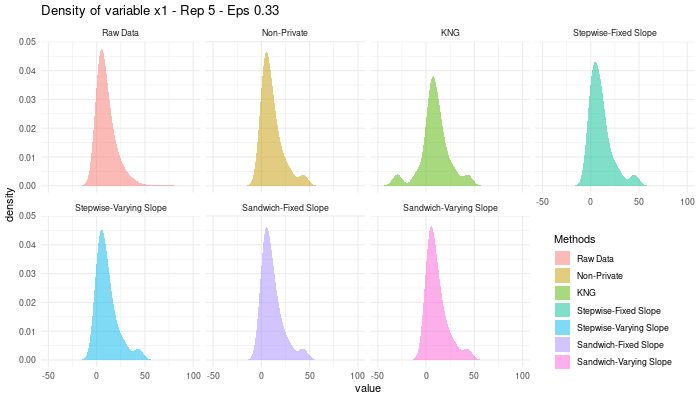 Density of variable x1 - Rep 5 - Eps 0.33
Raw Data
Non-Private
KNG
Stepwise-Fixed Slope
0.05
0.04
0.03
0.02
0.01
0.00
-50
0
50
100
density
Stepwise-Varying Slope
Sandwich-Fixed Slope
Sandwich-Varying Slope
0.05
0.04
0.03
0.02
0.01
0.00
-50
0
50
100
-50
0
50
100
-50
0
50
100
value
Methods
Raw Data
Non-Private
KNG
Stepwise-Fixed Slope
Stepwise-Varying Slope
Sandwich-Fixed Slope
Sandwich-Varying Slope